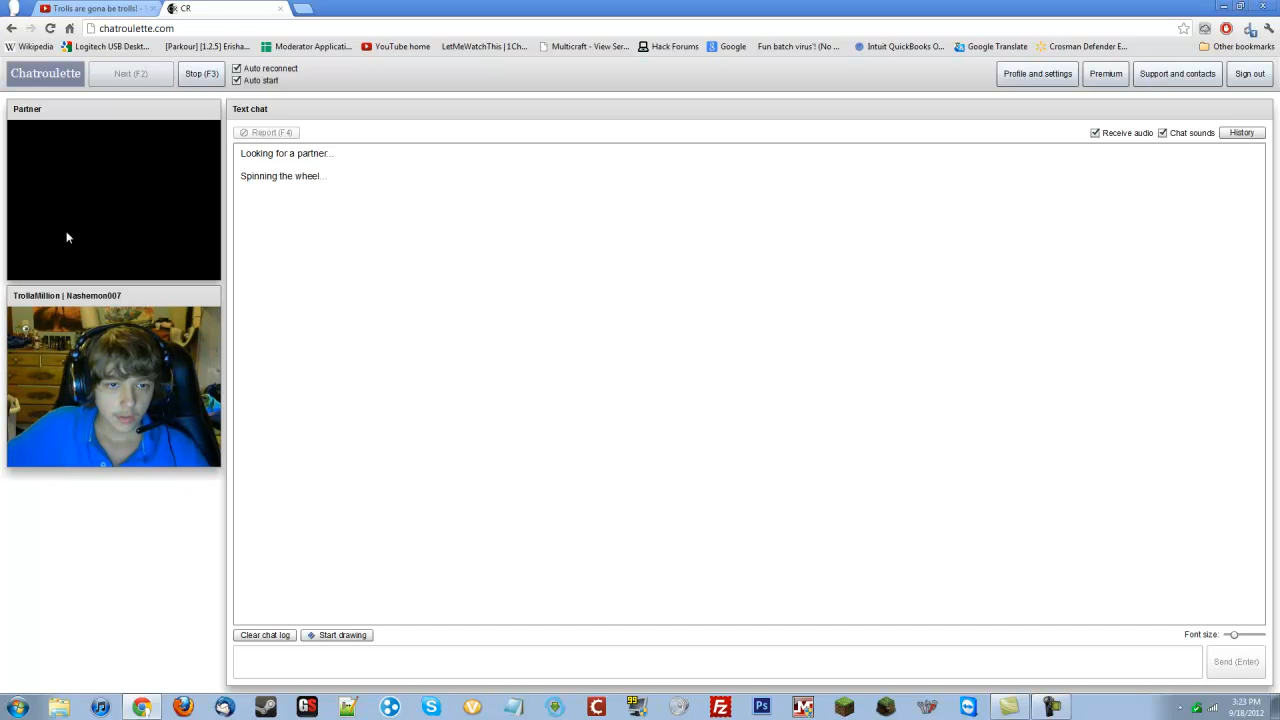 Trolls are gona be trolls! -
CR
chatroulette.com
Wikipedia
Logitech USB Deskt...
[Parkour] [1.2.5] Erisha...
Moderator Applicati...
YouTube home
LetMeWatchThis | 1Ch...
Multicraft - View Ser...
Hack Forums
Google
Fun batch virus'! (No ...
Intuit QuickBooks O...
Google Translate
Crosman Defender E...
Other bookmarks
Chatroulette
Next (F2)
Stop (F3)
Auto reconnect
Auto start
Profile and settings
Premium
Support and contacts
Sign out
Partner
Text chat
Report (F4)
Receive audio
Chat sounds
History
Looking for a partner...
Spinning the wheel...
TrollaMillion | Nashemon007
Clear chat log
Start drawing
Font size:
Send (Enter)
GS
99
Fz
Ps
3:23 PM
9/18/2012